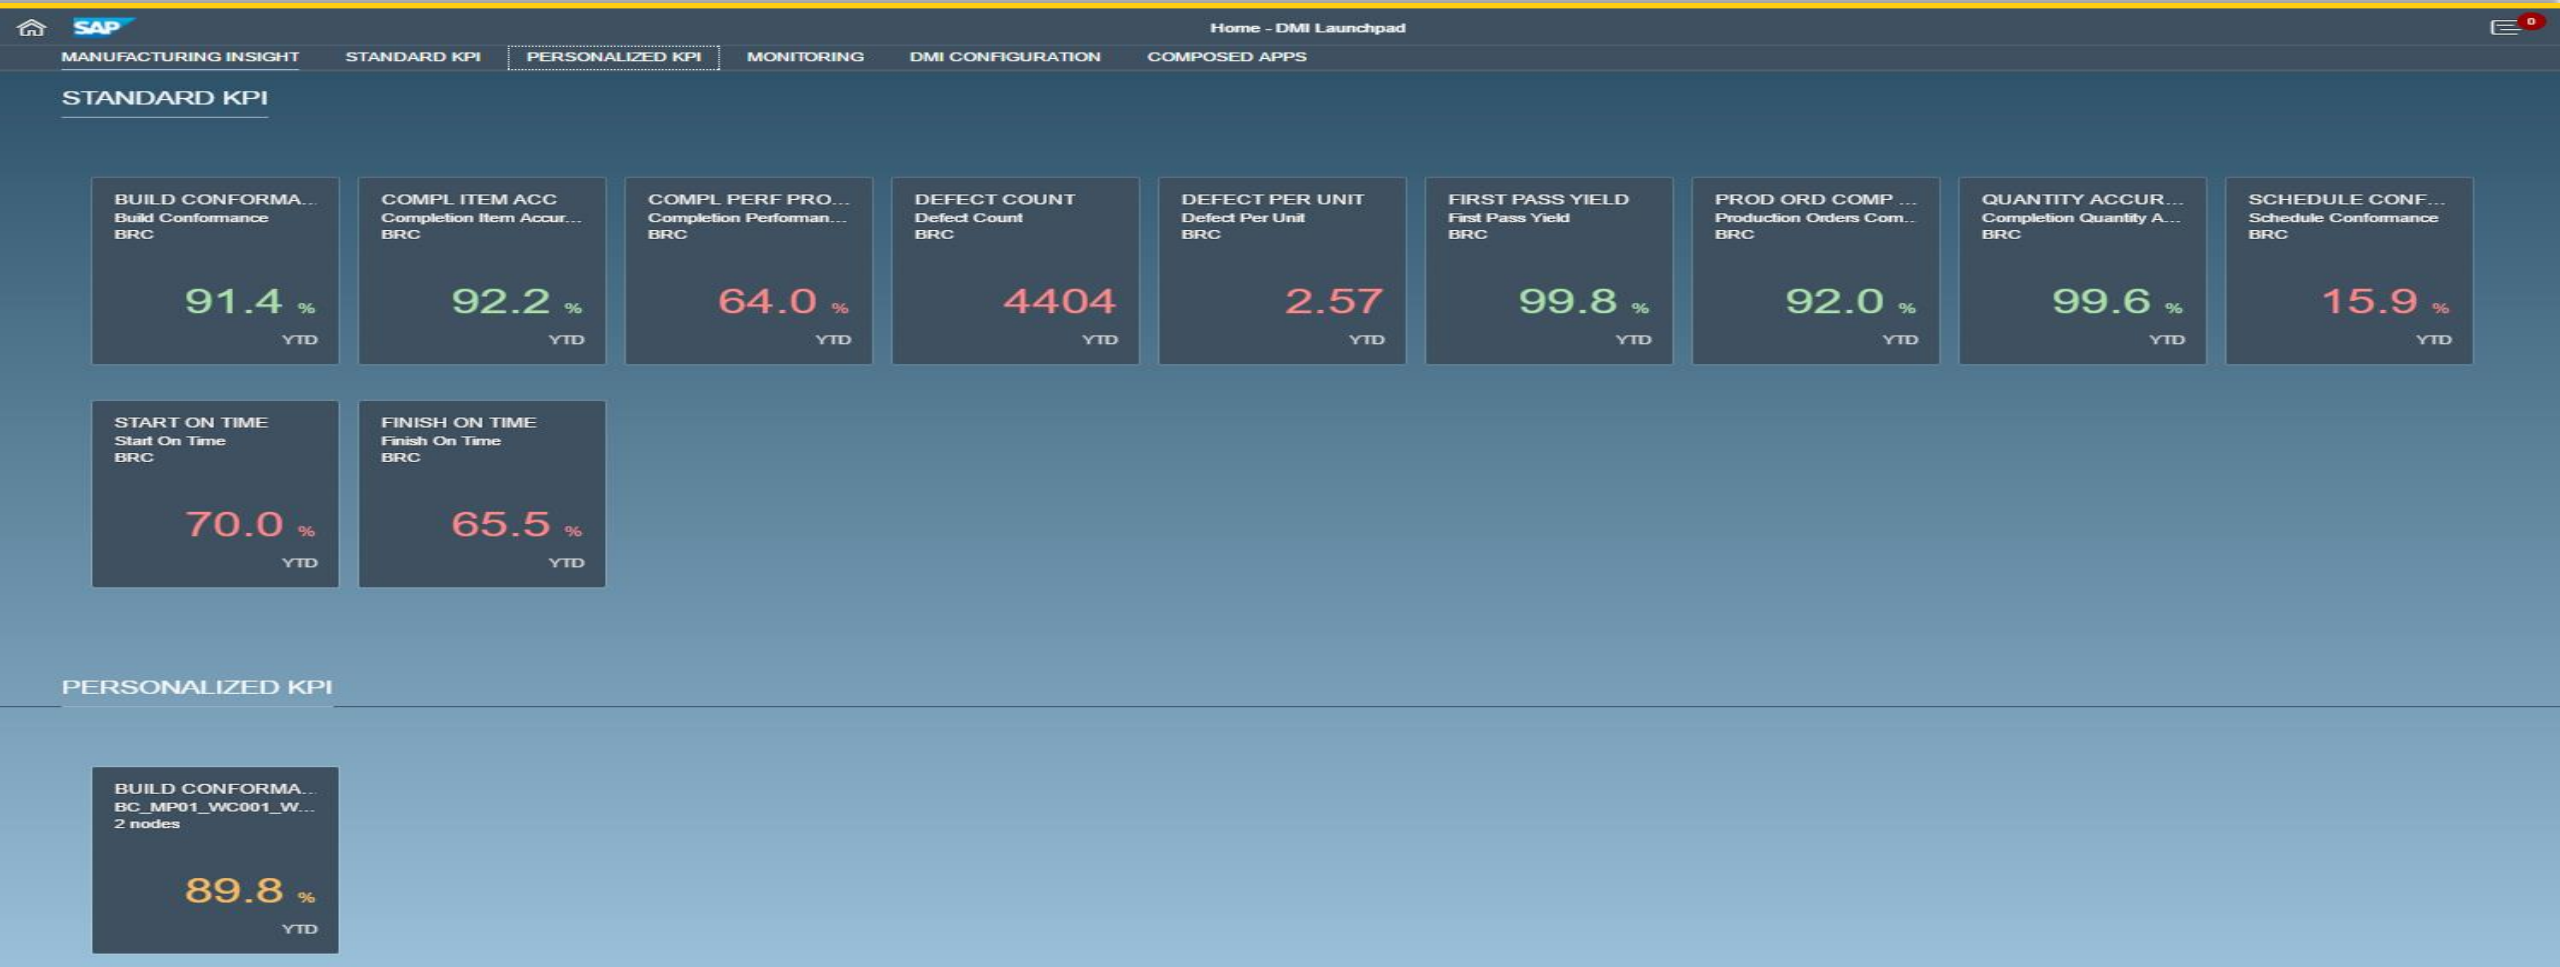 SAP
Home - DMI Launchpad
0
MANUFACTURING INSIGHT STANDARD KPI PERSONALIZED KPI MONITORING DMI CONFIGURATION COMPOSED APPS
STANDARD KPI
BUILD CONFORMA...
Build Conformance
BRC
91.4 %
YTD
COMPL ITEM ACC
Completion Item Accur...
BRC
92.2 %
YTD
COMPL PERF PRO...
Completion Performan...
BRC
64.0 %
YTD
DEFECT COUNT
Defect Count
BRC
4404
YTD
DEFECT PER UNIT
Defect Per Unit
BRC
2.57
YTD
FIRST PASS YIELD
First Pass Yield
BRC
99.8 %
YTD
PROD ORD COMP ...
Production Orders Com...
BRC
92.0 %
YTD
QUANTITY ACCUR...
Completion Quantity A...
BRC
99.6 %
YTD
SCHEDULE CONF...
Schedule Conformance
BRC
15.9 %
YTD
START ON TIME
Start On Time
BRC
70.0 %
YTD
FINISH ON TIME
Finish On Time
BRC
65.5 %
YTD
PERSONALIZED KPI
BUILD CONFORMA...
BC_MP01_WC001_W...
2 nodes
89.8 %
YTD